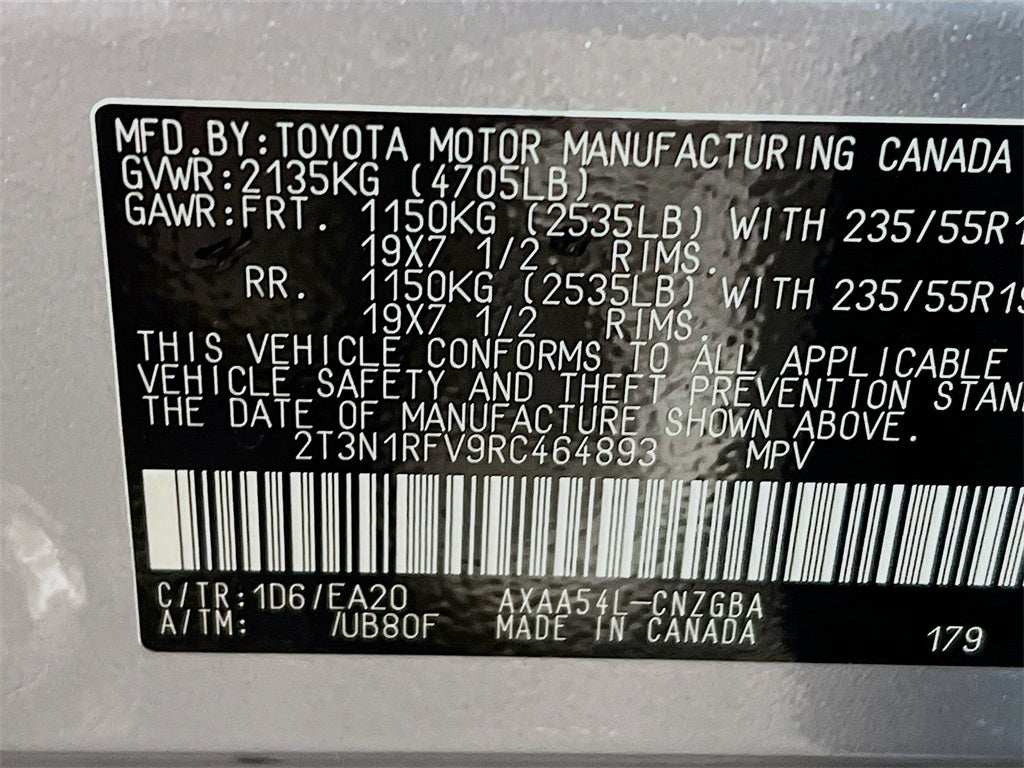 MFD.BY:TOYOTA MOTOR MANUFACTURING CANADA
GVWR:2135KG (4705LB)
GAWR:FRT. 1150KG (2535LB) WITH 235/55R1
19X7 1/2 RIMS.
RR. 1150KG (2535LB) WITH 235/55R19
19X7 1/2 RIMS.
THIS VEHICLE CONFORMS TO ALL APPLICABLE
VEHICLE SAFETY AND THEFT PREVENTION STAN
THE DATE OF MANUFACTURE SHOWN ABOVE.
2T3N1RFV9RC464893 MPV
C/TR:1D6/EA20 AXAA54L-CNZGBA
A/TM: /UB80F MADE IN CANADA 179